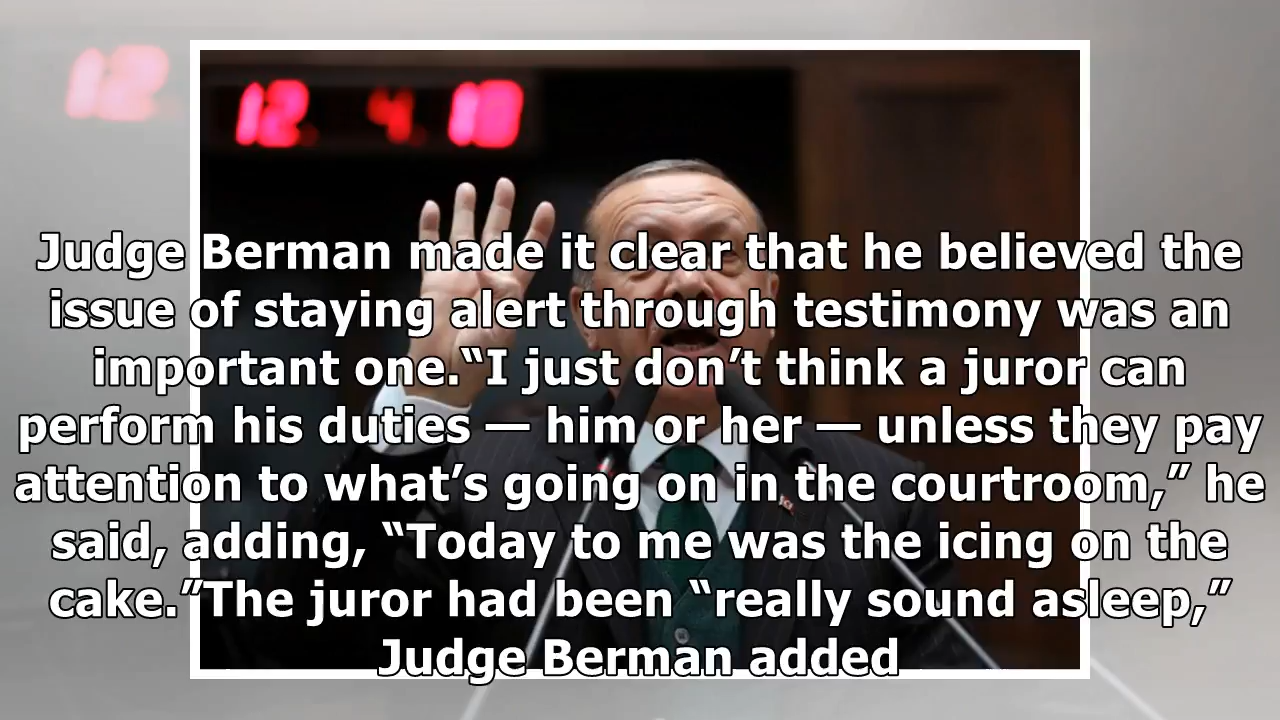 12 4 10
Judge Berman made it clear that he believed the
issue of staying alert through testimony was an
important one.“I just don’t think a juror can
perform his duties — him or her — unless they pay
attention to what’s going on in the courtroom,” he
said, adding, “Today to me was the icing on the
cake.”The juror had been “really sound asleep,”
Judge Berman added